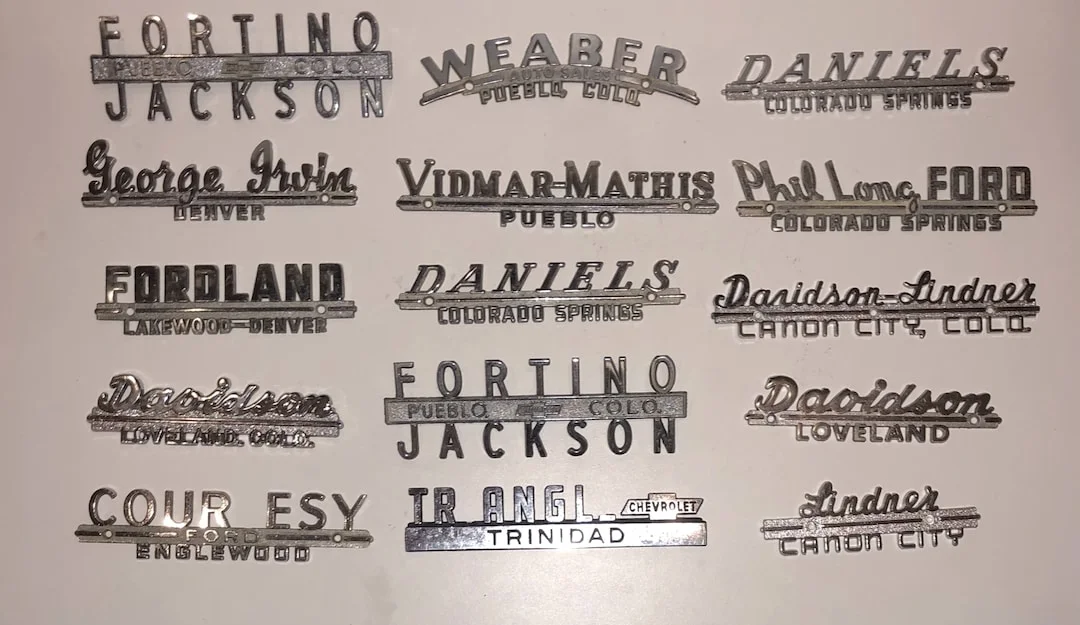 FORTINO
PUEBLO COLO.
JACKSON
WEABER
AUTO SALES
PUEBLO, COLO.
DANIELS
COLORADO SPRINGS
George Irvin
DENVER
VIDMAR-MATHIS
PUEBLO
Phil Long FORD
COLORADO SPRINGS
FORDLAND
LAKEWOOD-DENVER
DANIELS
COLORADO SPRINGS
Davidson-Lindner
CANON CITY, COLO.
Davidson
LOVELAND, COLO.
FORTINO
PUEBLO. COLO.
JACKSON
Davidson
LOVELAND
COUR ESY
FORD
ENGLEWOOD
TR ANGL
CHEVROLET
TRINIDAD
Lindner
CANON CITY